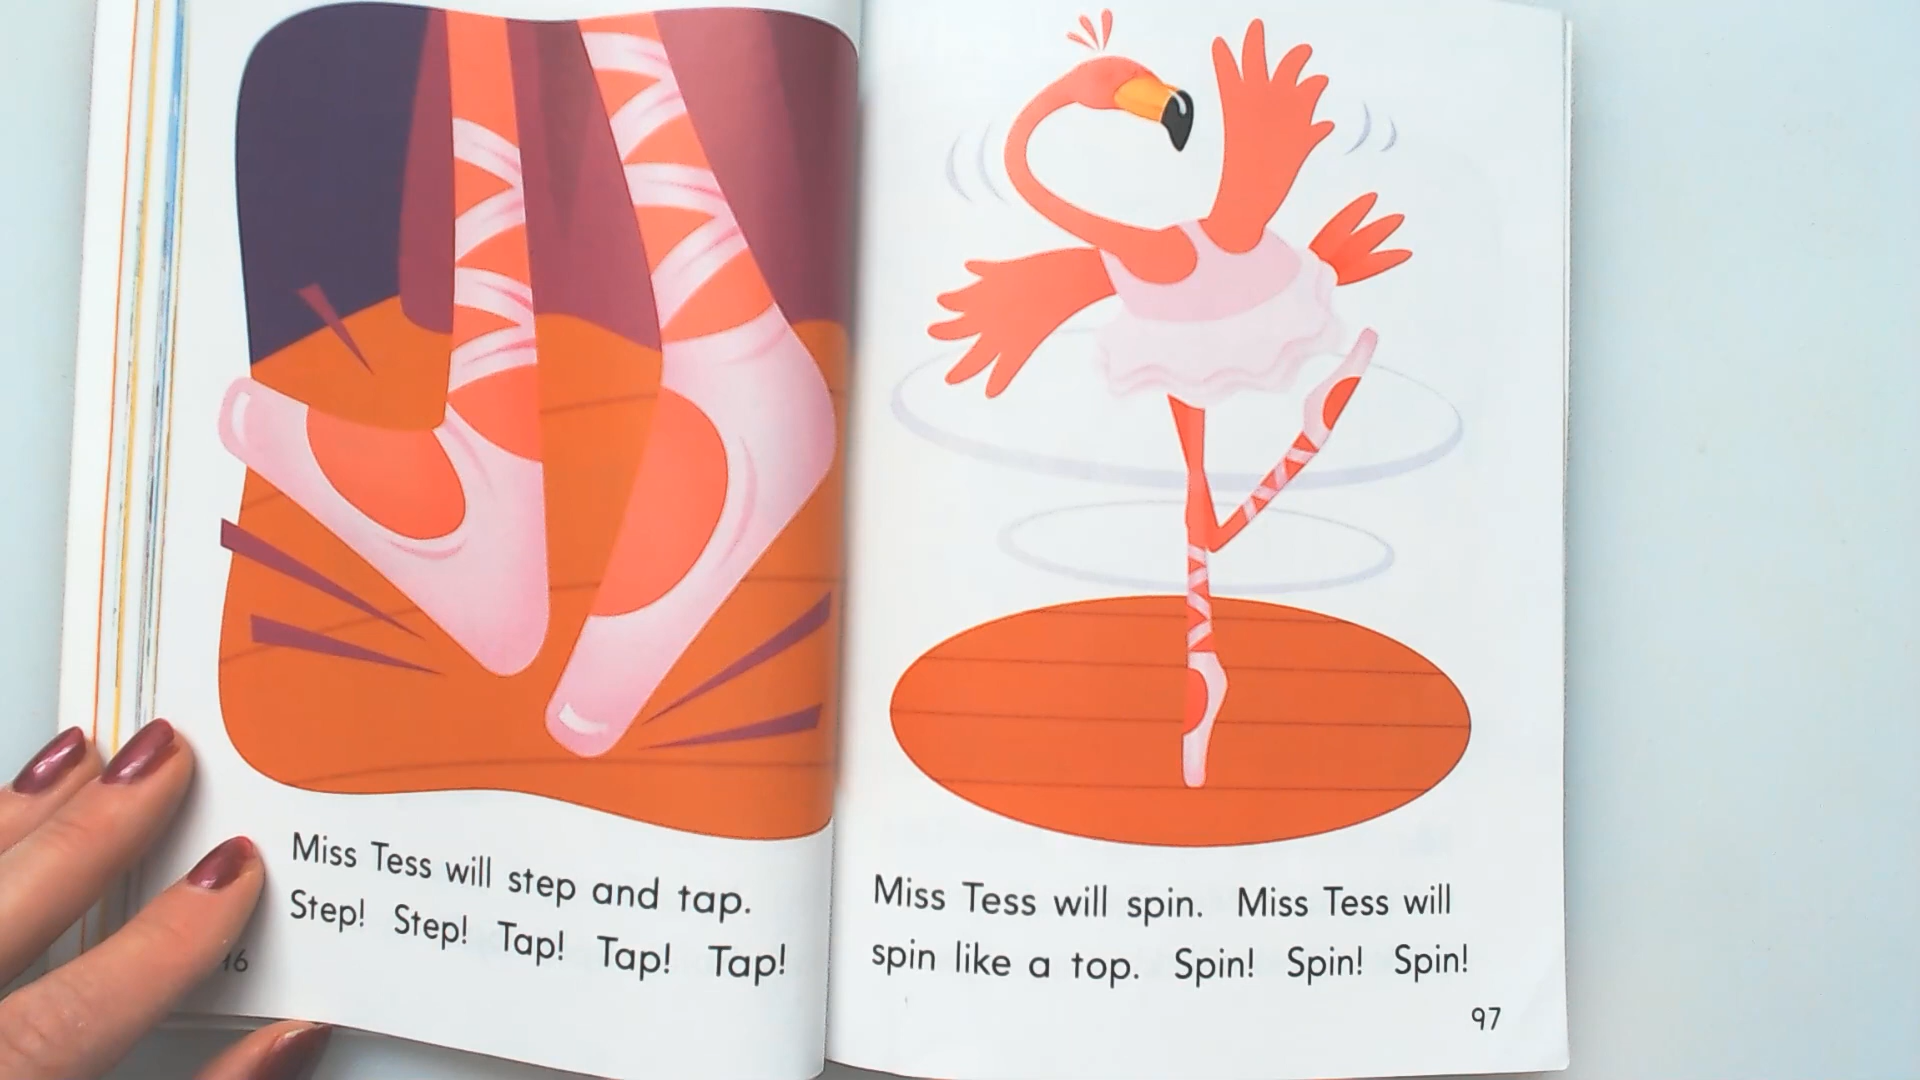 Miss Tess will step and tap.
Step! Step! Tap! Tap! Tap!
Miss Tess will spin. Miss Tess will
spin like a top. Spin! Spin! Spin!
97